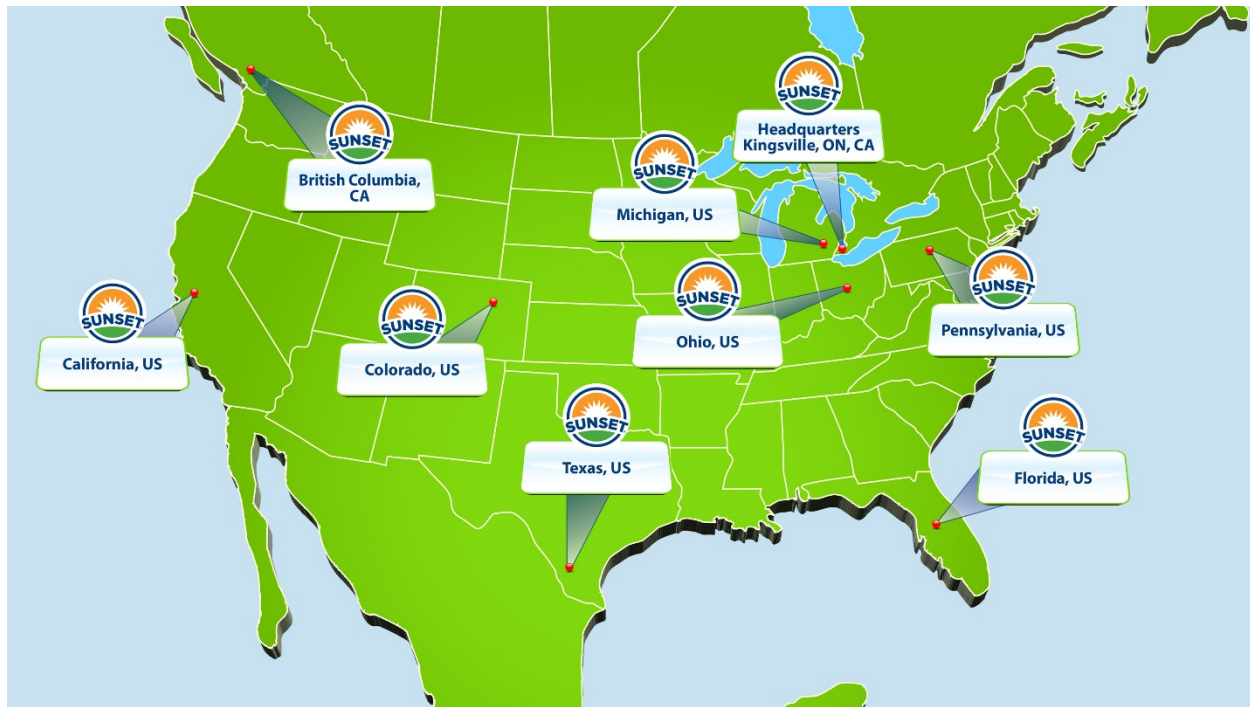 SUNSET
Headquarters
Kingsville, ON, CA
SUNSET
British Columbia,
CA
SUNSET
Michigan, US
SUNSET
California, US
SUNSET
Colorado, US
SUNSET
Ohio, US
SUNSET
Pennsylvania, US
SUNSET
Texas, US
SUNSET
Florida, US